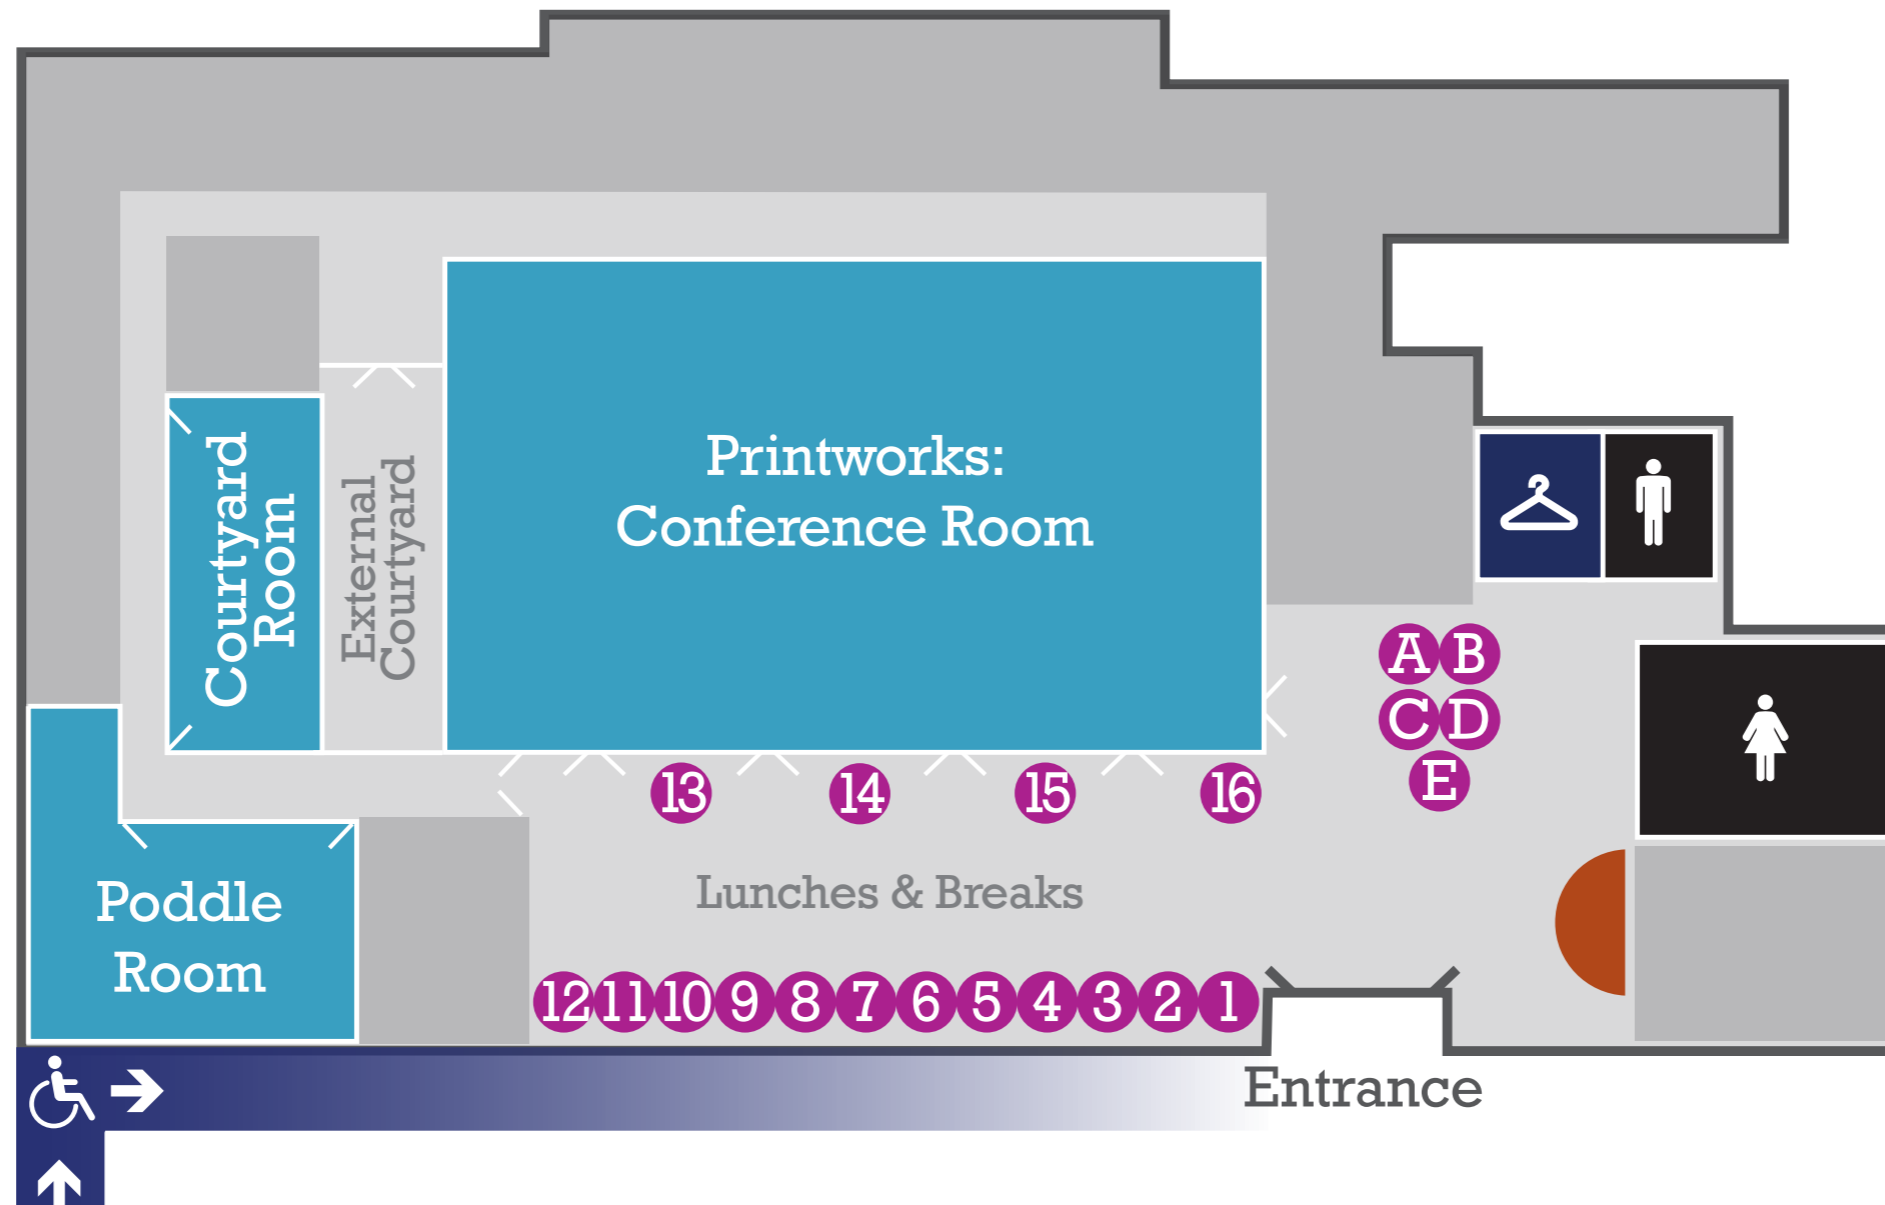 Printworks:
Conference Room
Courtyard
Room
External
Courtyard
A B
C D
E
13 14 15 16
Lunches & Breaks
Poddle
Room
12 11 10 9 8 7 6 5 4 3 2 1
Entrance